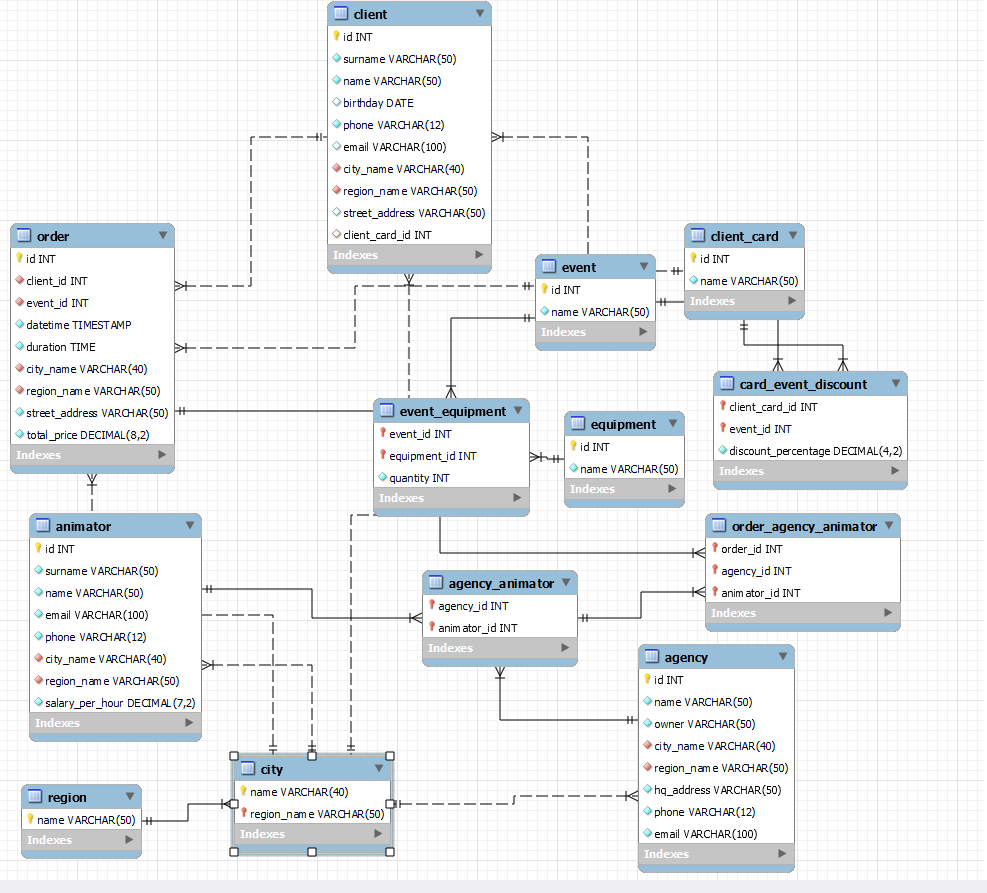 client
id INT
surname VARCHAR(50)
name VARCHAR(50)
birthday DATE
phone VARCHAR(12)
email VARCHAR(100)
city_name VARCHAR(40)
region_name VARCHAR(50)
street_address VARCHAR(50)
client_card_id INT
Indexes
order
id INT
client_id INT
event_id INT
datetime TIMESTAMP
duration TIME
city_name VARCHAR(40)
region_name VARCHAR(50)
street_address VARCHAR(50)
total_price DECIMAL(8,2)
Indexes
event
id INT
name VARCHAR(50)
Indexes
client_card
id INT
name VARCHAR(50)
Indexes
card_event_discount
client_card_id INT
event_id INT
discount_percentage DECIMAL(4,2)
Indexes
event_equipment
event_id INT
equipment_id INT
quantity INT
Indexes
equipment
id INT
name VARCHAR(50)
Indexes
animator
id INT
surname VARCHAR(50)
name VARCHAR(50)
email VARCHAR(100)
phone VARCHAR(12)
city_name VARCHAR(40)
region_name VARCHAR(50)
salary_per_hour DECIMAL(7,2)
Indexes
agency_animator
agency_id INT
animator_id INT
Indexes
order_agency_animator
order_id INT
agency_id INT
animator_id INT
Indexes
agency
id INT
name VARCHAR(50)
owner VARCHAR(50)
city_name VARCHAR(40)
region_name VARCHAR(50)
hq_address VARCHAR(50)
phone VARCHAR(12)
email VARCHAR(100)
Indexes
region
name VARCHAR(50)
Indexes
city
name VARCHAR(40)
region_name VARCHAR(50)
Indexes